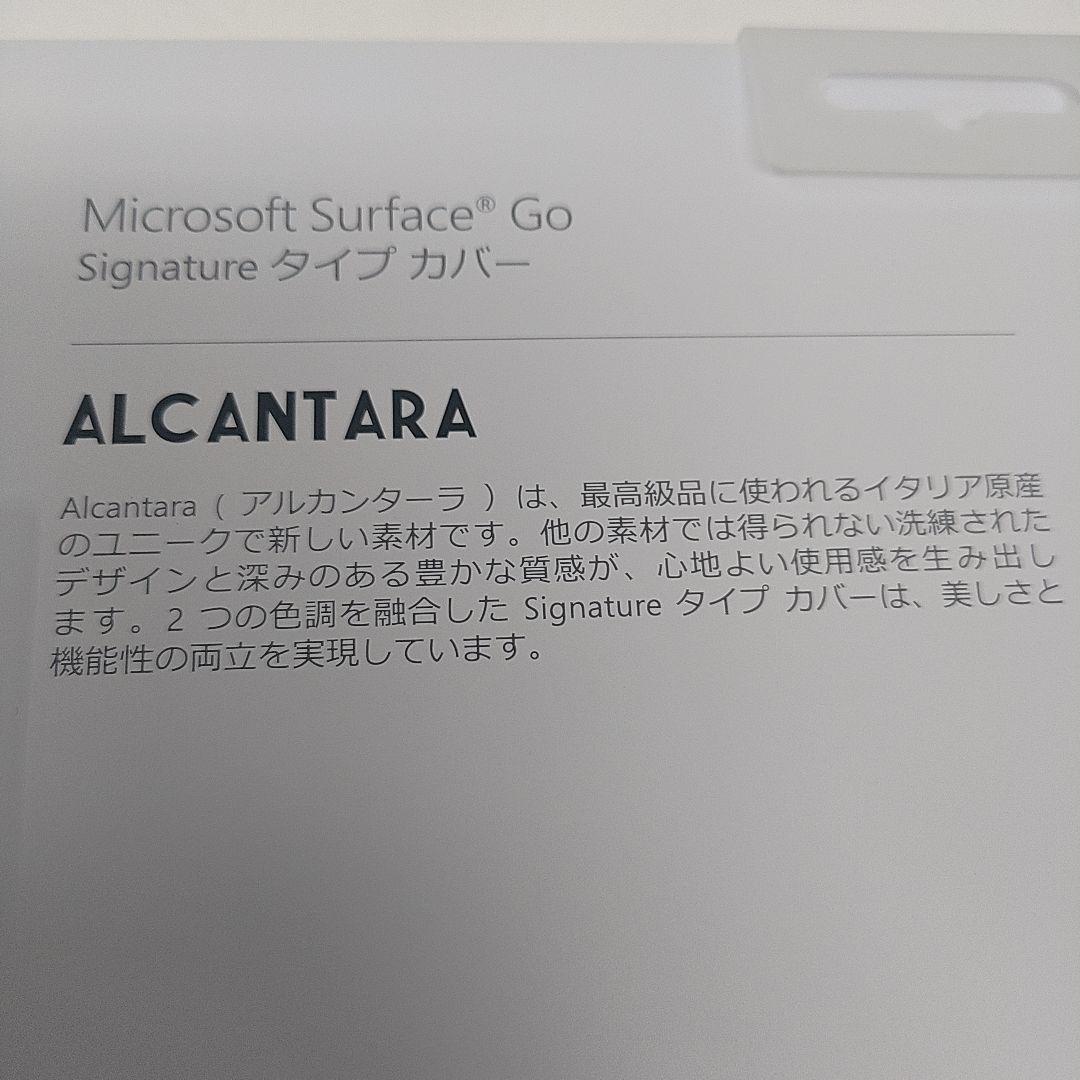 Microsoft Surface® Go
Signature タイプ カバー
ALCANTARA
Alcantara ( アルカンターラ ) は、最高級品に使われるイタリア原産
のユニークで新しい素材です。他の素材では得られない洗練された
デザインと深みのある豊かな質感が、心地よい使用感を生み出し
ます。2 つの色調を融合した Signature タイプ カバーは、美しさと
機能性の両立を実現しています。